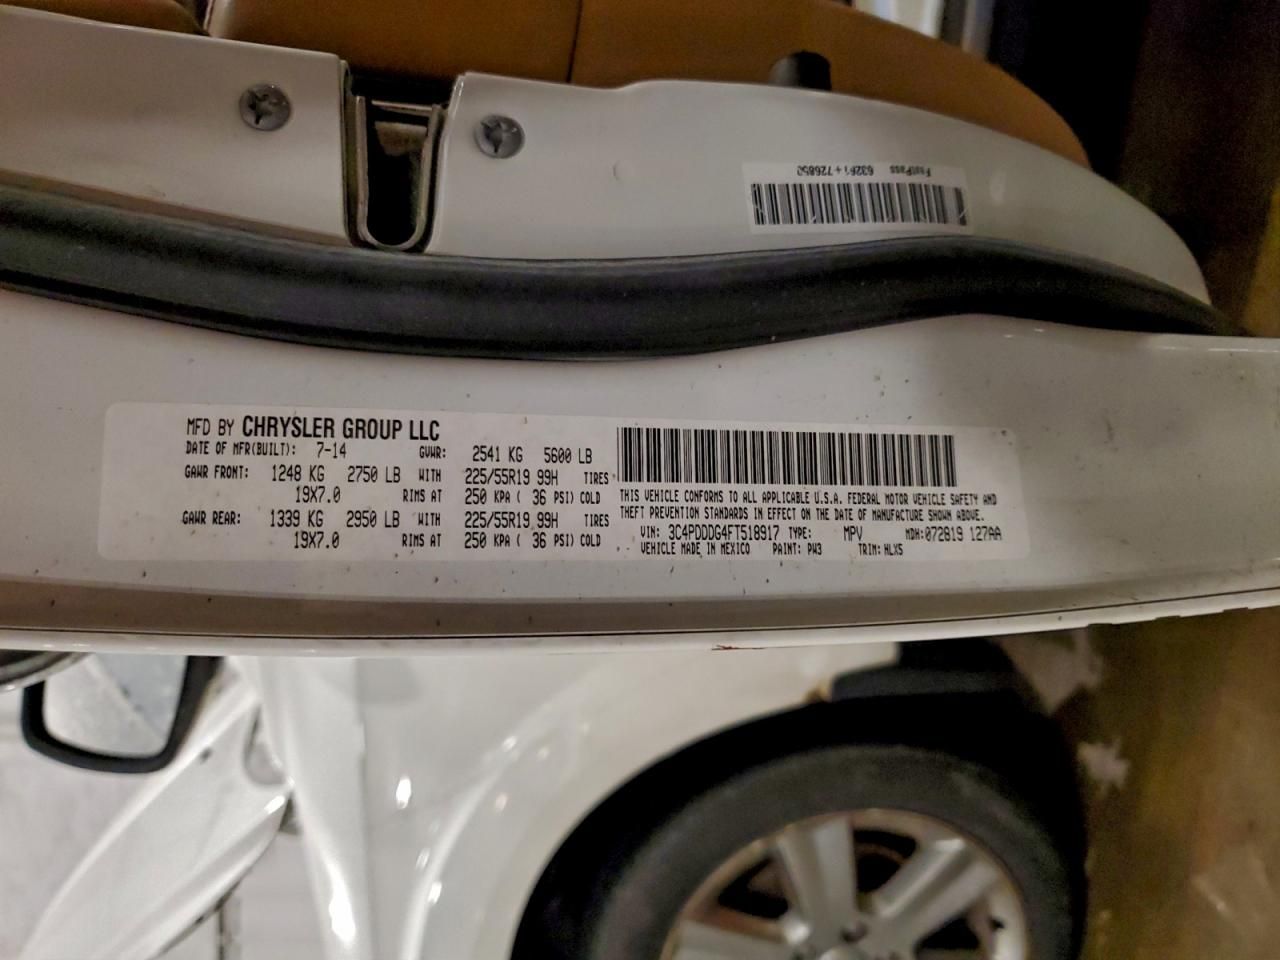 FastPass 632F1+726850
MFD BY CHRYSLER GROUP LLC
DATE OF MFR(BUILT): 7-14 GVWR: 2541 KG 5600 LB
GAWR FRONT: 1248 KG 2750 LB WITH 225/55R19 99H TIRES
19X7.0 RIMS AT 250 KPA ( 36 PSI) COLD
GAWR REAR: 1339 KG 2950 LB WITH 225/55R19 99H TIRES
19X7.0 RIMS AT 250 KPA ( 36 PSI) COLD
THIS VEHICLE CONFORMS TO ALL APPLICABLE U.S.A. FEDERAL MOTOR VEHICLE SAFETY AND
THEFT PREVENTION STANDARDS IN EFFECT ON THE DATE OF MANUFACTURE SHOWN ABOVE.
VIN: 3C4PDDDG4FT518917 TYPE: MPV MDH:072819 127AA
VEHICLE MADE IN MEXICO PAINT: PW3 TRIM: HLXS